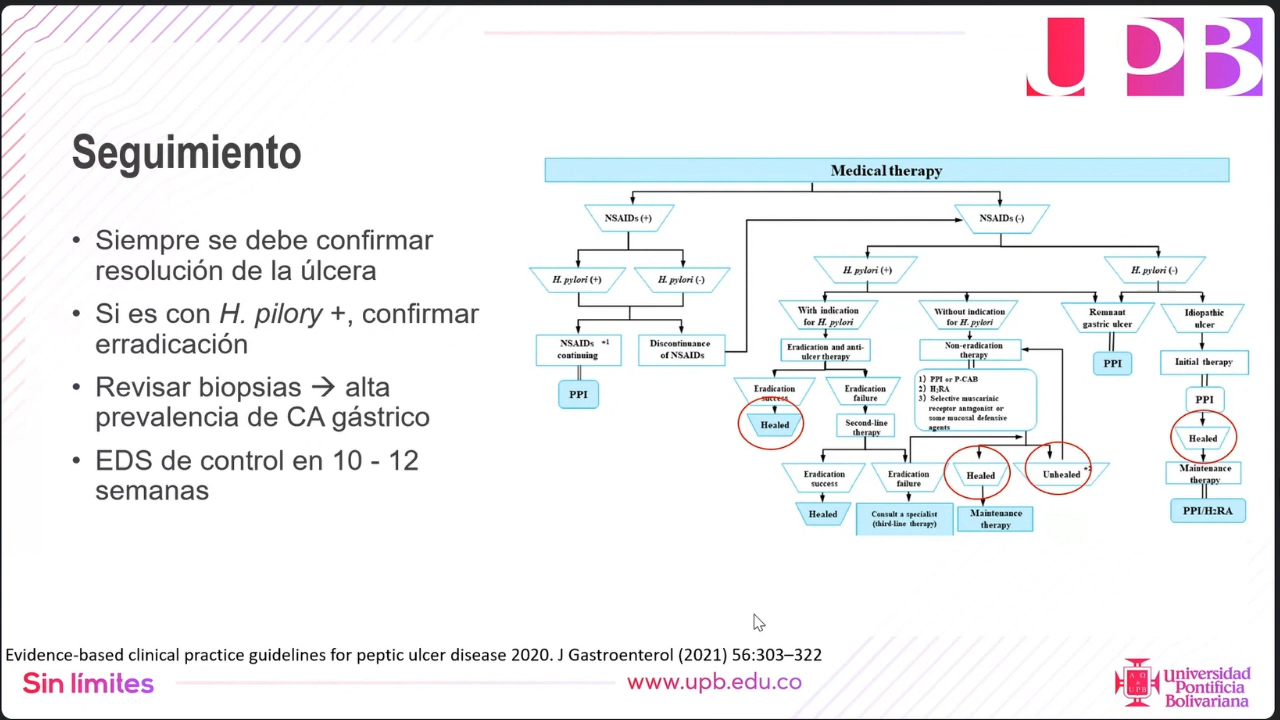 UPB
Seguimiento
• Siempre se debe confirmar
resolución de la úlcera
• Si es con H. pilory +, confirmar
erradicación
• Revisar biopsias → alta
prevalencia de CA gástrico
• EDS de control en 10 - 12
semanas
Medical therapy
NSAIDs (+)
NSAIDs (-)
H. pylori (+)
H. pylori (-)
H. pylori (+)
H. pylori (-)
With indication
for H. pylori
Without indication
for H. pylori
Remnant
gastric ulcer
Idiopathic
ulcer
NSAIDs *1
continuing
Discontinuance
of NSAIDs
Eradication and anti-
ulcer therapy
Non-eradication
therapy
PPI
Initial therapy
PPI
Eradication
success
Eradication
failure
1) PPI or P-CAB
2) H2RA
3) Selective muscarinic
receptor antagonist or
some mucosal defensive
agents
PPI
Healed
Second-line
therapy
Healed
Eradication
success
Eradication
failure
Healed
Unhealed
Maintenance
therapy
Healed
Consult a specialist
(third-line therapy)
Maintenance
therapy
PPI/H2RA
Evidence-based clinical practice guidelines for peptic ulcer disease 2020. J Gastroenterol (2021) 56:303–322
Sin límites
www.upb.edu.co
Universidad
Pontificia
Bolivariana